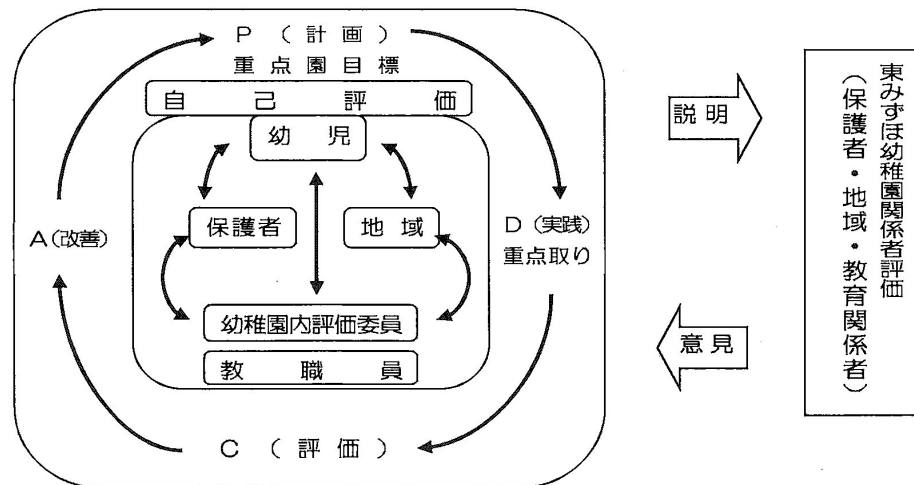 P（計画）
重点園目標
自己評価
幼児
保護者
地域
幼稚園内評価委員
教職員
A（改善）
D（実践）
重点取り
C（評価）
説明
意見
東みずほ幼稚園関係者評価
（保護者・地域・教育関係者）